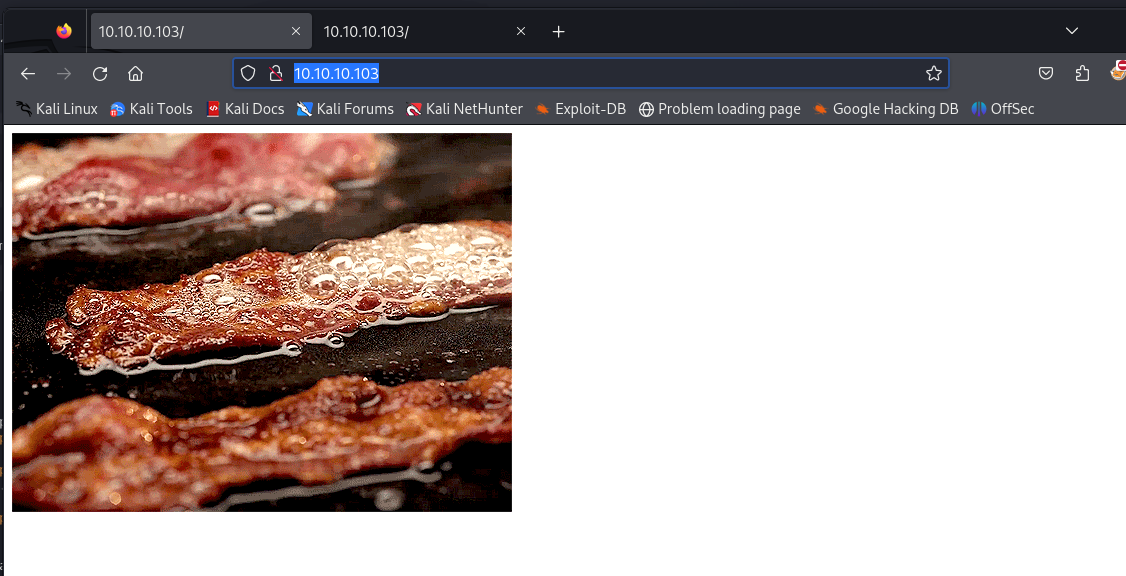 10.10.10.103/ 10.10.10.103/
10.10.10.103
Kali Linux Kali Tools Kali Docs Kali Forums Kali NetHunter Exploit-DB Problem loading page Google Hacking DB OffSec